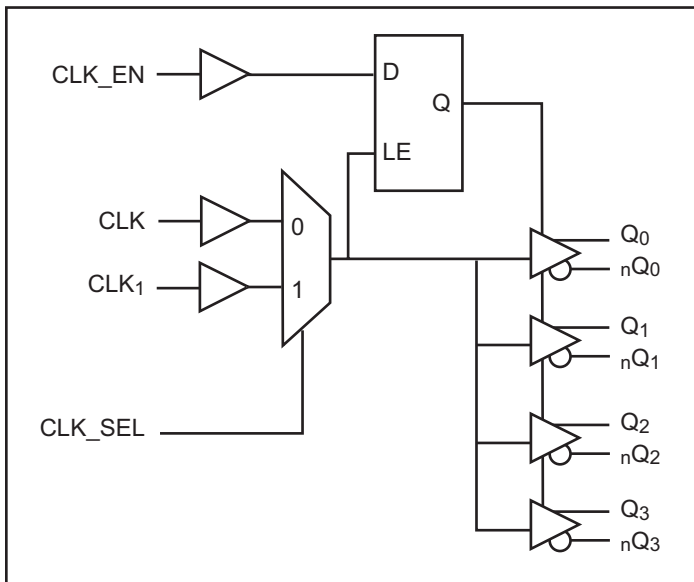 CLK_EN
D
Q
LE
CLK
0
CLK₁
1
CLK_SEL
Q₀
nQ₀
Q₁
nQ₁
Q₂
nQ₂
Q₃
nQ₃